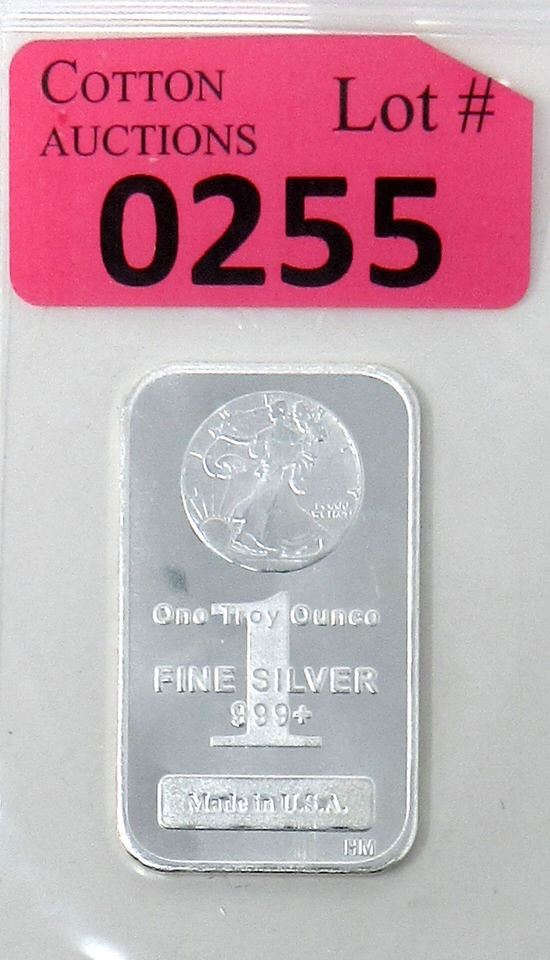 COTTON
AUCTIONS
Lot #
0255
One Troy Ounce
1
FINE SILVER
999+
Made in U.S.A.
HM